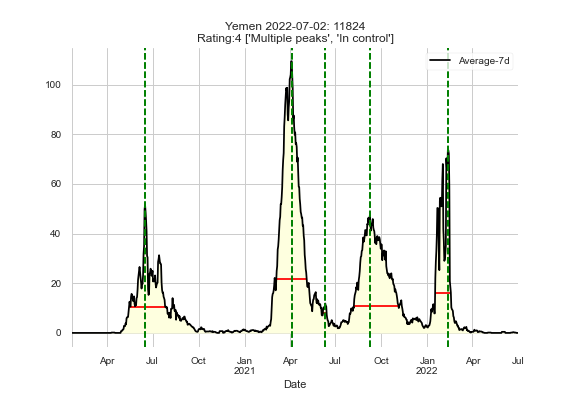 Yemen 2022-07-02: 11824
Rating:4 ['Multiple peaks', 'In control']
Average-7d
100
80
60
40
20
0
Apr
Jul
Oct
Jan
2021
Apr
Jul
Oct
Jan
2022
Apr
Jul
Date